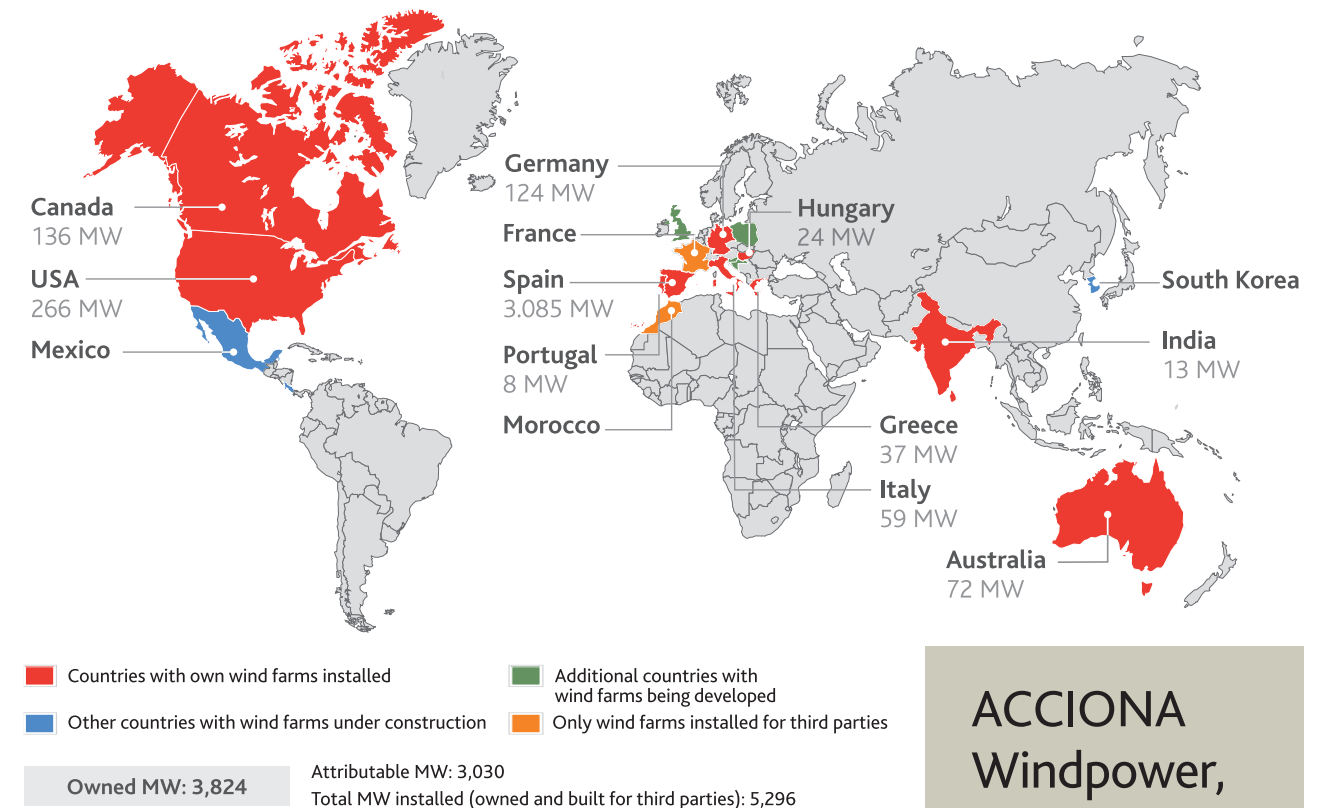 Germany
124 MW
Canada
136 MW
Hungary
24 MW
France
USA
266 MW
Spain
3.085 MW
South Korea
Mexico
India
13 MW
Portugal
8 MW
Morocco
Greece
37 MW
Italy
59 MW
Australia
72 MW
Countries with own wind farms installed
Additional countries with
wind farms being developed
Other countries with wind farms under construction
Only wind farms installed for third parties
Owned MW: 3,824
Attributable MW: 3,030
Total MW installed (owned and built for third parties): 5,296
ACCIONA
Windpower,